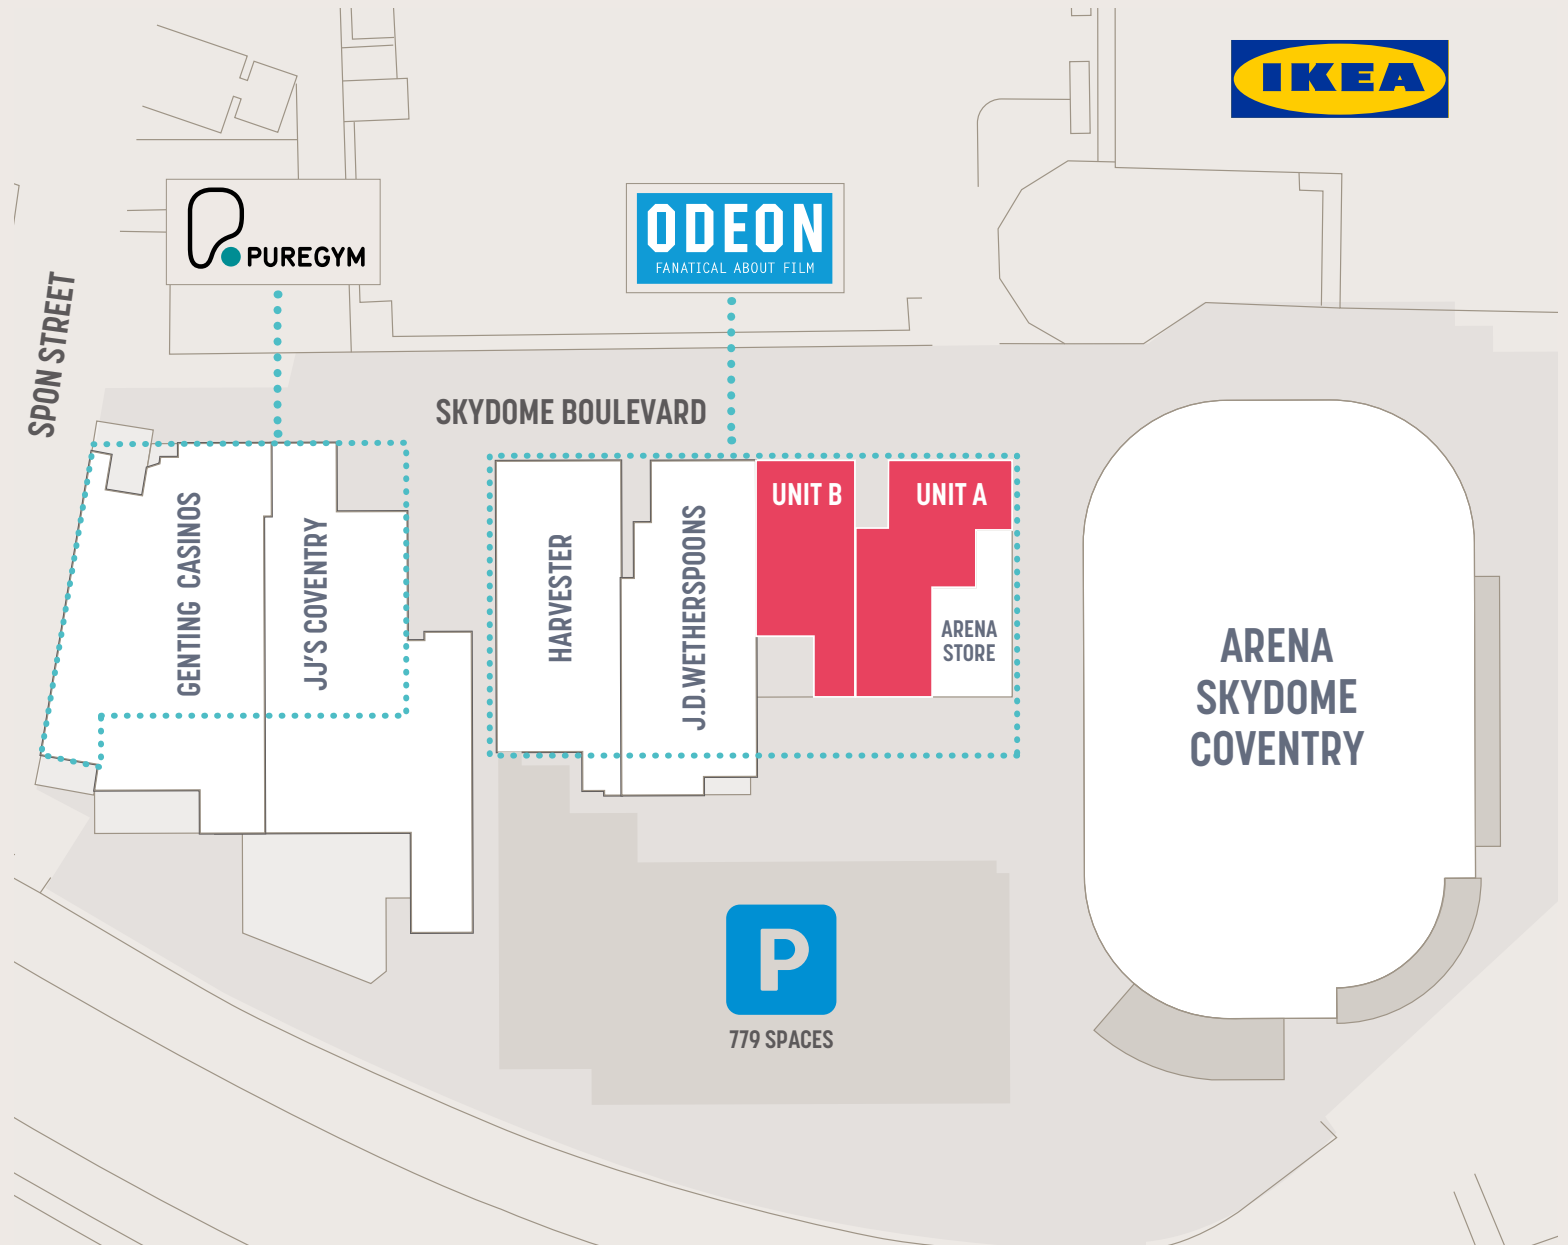 IKEA
PUREGYM
ODEON
FANATICAL ABOUT FILM
SPON STREET
SKYDOME BOULEVARD
GENTING CASINOS
JJ'S COVENTRY
HARVESTER
J.D.WETHERSPOONS
UNIT B
UNIT A
ARENA
STORE
ARENA
SKYDOME
COVENTRY
P
779 SPACES